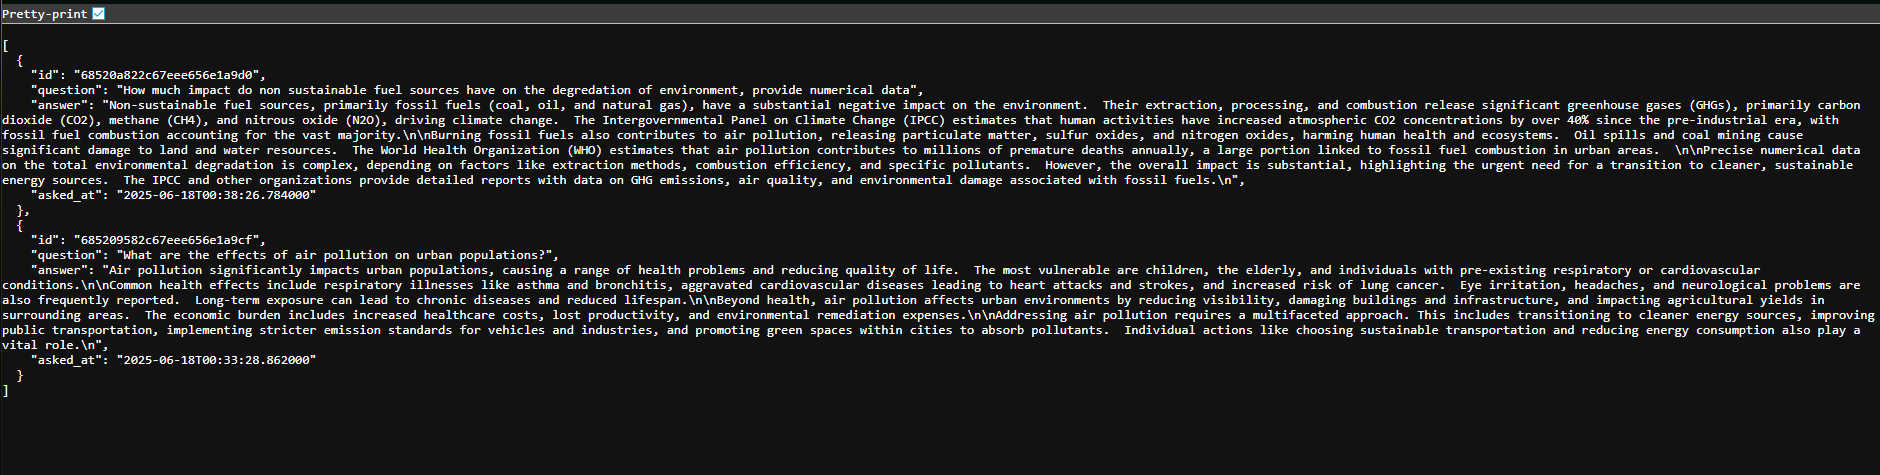 Pretty-print
[
  {
    "id": "68520a822c67eee656e1a9d0",
    "question": "How much impact do non sustainable fuel sources have on the degredation of environment, provide numerical data",
    "answer": "Non-sustainable fuel sources, primarily fossil fuels (coal, oil, and natural gas), have a substantial negative impact on the environment.  Their extraction, processing, and combustion release significant greenhouse gases (GHGs), primarily carbon
dioxide (CO2), methane (CH4), and nitrous oxide (N2O), driving climate change.  The Intergovernmental Panel on Climate Change (IPCC) estimates that human activities have increased atmospheric CO2 concentrations by over 40% since the pre-industrial era, with
fossil fuel combustion accounting for the vast majority.\n\nBurning fossil fuels also contributes to air pollution, releasing particulate matter, sulfur oxides, and nitrogen oxides, harming human health and ecosystems.  Oil spills and coal mining cause
significant damage to land and water resources.  The World Health Organization (WHO) estimates that air pollution contributes to millions of premature deaths annually, a large portion linked to fossil fuel combustion in urban areas.  \n\nPrecise numerical data
on the total environmental degradation is complex, depending on factors like extraction methods, combustion efficiency, and specific pollutants.  However, the overall impact is substantial, highlighting the urgent need for a transition to cleaner, sustainable
energy sources.  The IPCC and other organizations provide detailed reports with data on GHG emissions, air quality, and environmental damage associated with fossil fuels.\n",
    "asked_at": "2025-06-18T00:38:26.784000"
  },
  {
    "id": "685209582c67eee656e1a9cf",
    "question": "What are the effects of air pollution on urban populations?",
    "answer": "Air pollution significantly impacts urban populations, causing a range of health problems and reducing quality of life.  The most vulnerable are children, the elderly, and individuals with pre-existing respiratory or cardiovascular
conditions.\n\nCommon health effects include respiratory illnesses like asthma and bronchitis, aggravated cardiovascular diseases leading to heart attacks and strokes, and increased risk of lung cancer.  Eye irritation, headaches, and neurological problems are
also frequently reported.  Long-term exposure can lead to chronic diseases and reduced lifespan.\n\nBeyond health, air pollution affects urban environments by reducing visibility, damaging buildings and infrastructure, and impacting agricultural yields in
surrounding areas.  The economic burden includes increased healthcare costs, lost productivity, and environmental remediation expenses.\n\nAddressing air pollution requires a multifaceted approach. This includes transitioning to cleaner energy sources, improving
public transportation, implementing stricter emission standards for vehicles and industries, and promoting green spaces within cities to absorb pollutants.  Individual actions like choosing sustainable transportation and reducing energy consumption also play a
vital role.\n",
    "asked_at": "2025-06-18T00:33:28.862000"
  }
]